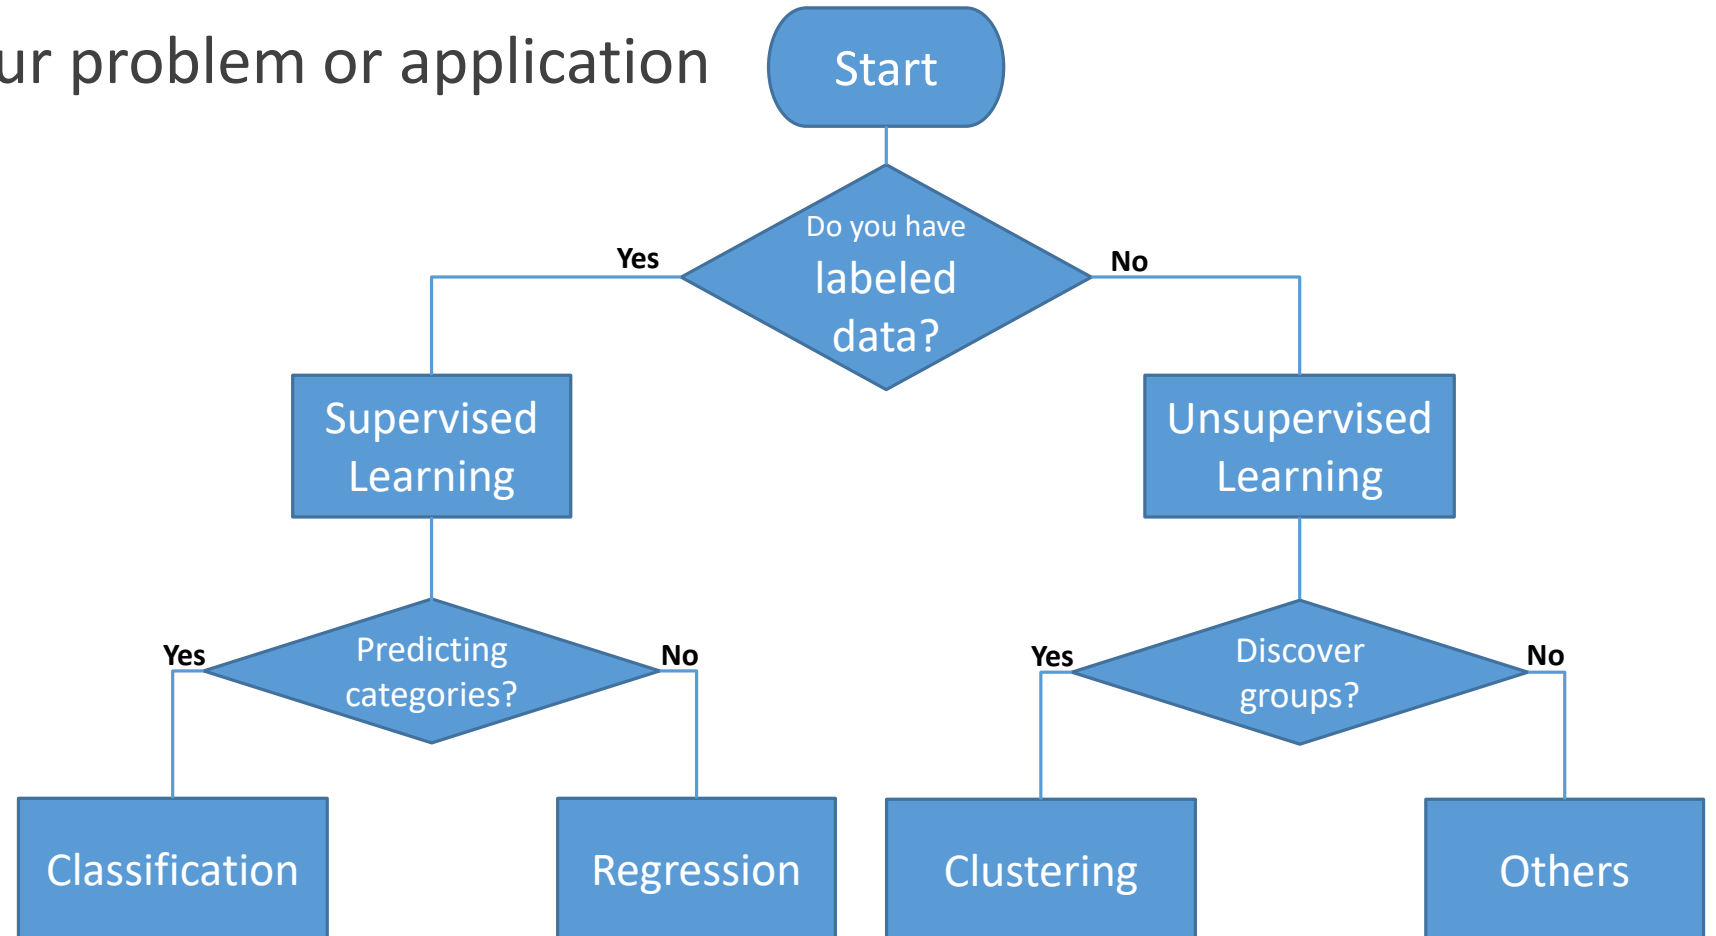 ur problem or application
Start
Do you have
labeled
data?
Yes
No
Supervised
Learning
Unsupervised
Learning
Yes
Predicting
categories?
No
Yes
Discover
groups?
No
Classification
Regression
Clustering
Others